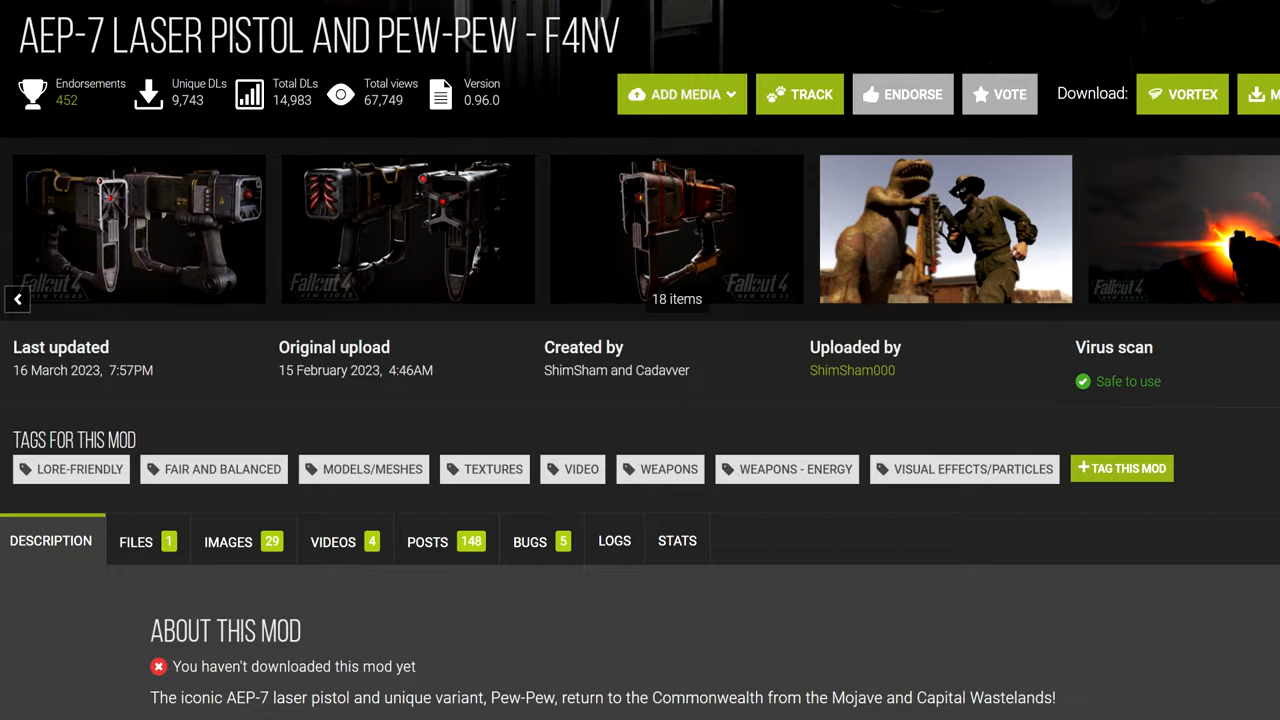 AEP-7 LASER PISTOL AND PEW-PEW - F4NV
Endorsements
452
Unique DLs
9,743
Total DLs
14,983
Total views
67,749
Version
0.96.0
ADD MEDIA
TRACK
ENDORSE
VOTE
Download:
VORTEX
M
Fallout 4
NEW VEGAS
Fallout 4
NEW VEGAS
Fallout 4
NEW VEGAS
Fallout 4
NEW VEGAS
18 items
Last updated
16 March 2023, 7:57PM
Original upload
15 February 2023, 4:46AM
Created by
ShimSham and Cadavver
Uploaded by
ShimSham000
Virus scan
Safe to use
TAGS FOR THIS MOD
LORE-FRIENDLY
FAIR AND BALANCED
MODELS/MESHES
TEXTURES
VIDEO
WEAPONS
WEAPONS - ENERGY
VISUAL EFFECTS/PARTICLES
+ TAG THIS MOD
DESCRIPTION
FILES 1
IMAGES 29
VIDEOS 4
POSTS 148
BUGS 5
LOGS
STATS
ABOUT THIS MOD
You haven't downloaded this mod yet
The iconic AEP-7 laser pistol and unique variant, Pew-Pew, return to the Commonwealth from the Mojave and Capital Wastelands!